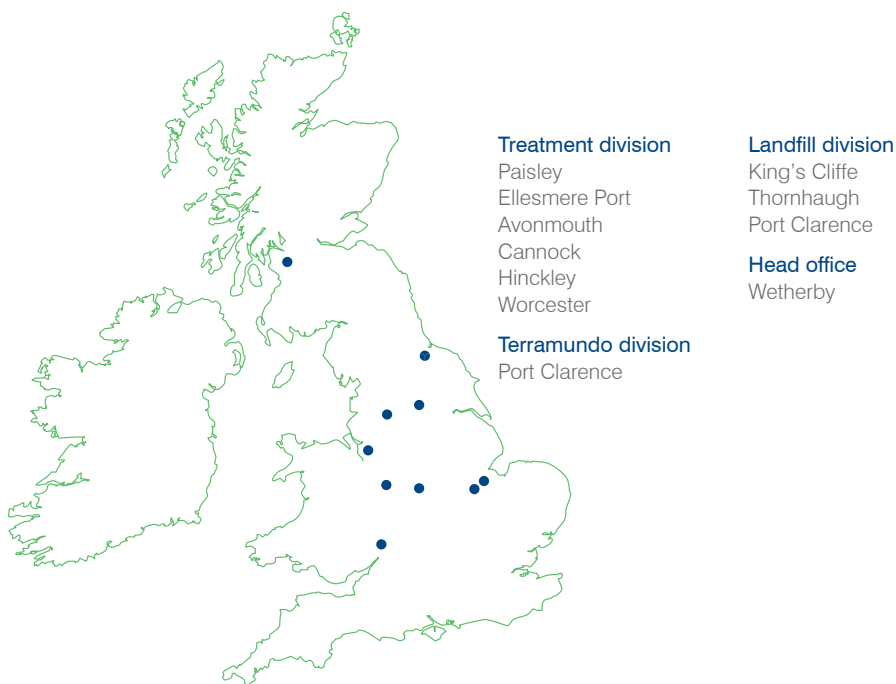 Treatment division
Paisley
Ellesmere Port
Avonmouth
Cannock
Hinckley
Worcester
Terramundo division
Port Clarence
Landfill division
King's Cliffe
Thornhaugh
Port Clarence
Head office
Wetherby